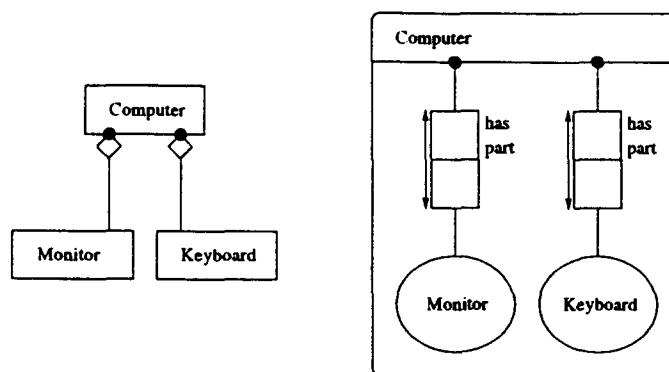 Computer
Monitor
Keyboard
Computer
has
part
has
part
Monitor
Keyboard